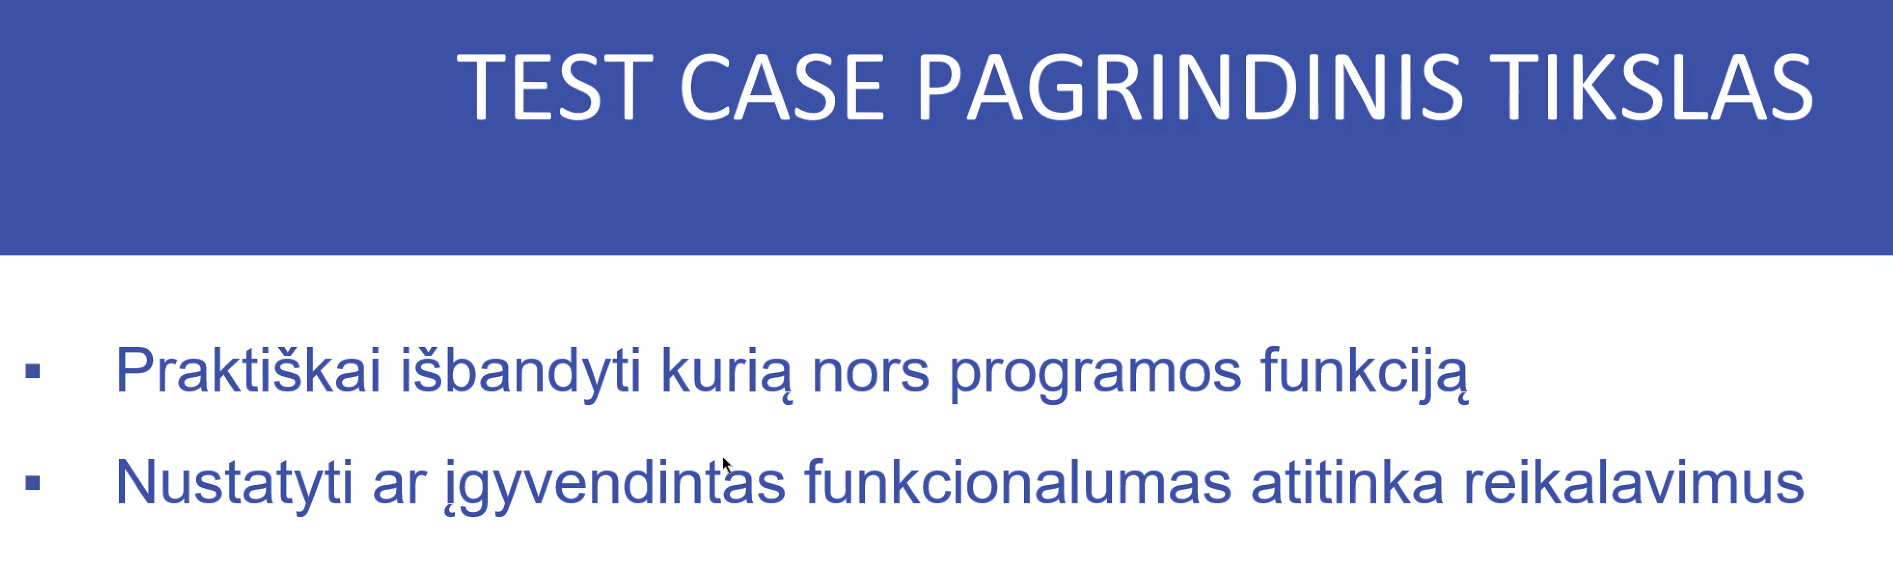 TEST CASE PAGRINDINIS TIKSLAS
▪ Praktiškai išbandyti kurią nors programos funkciją
▪ Nustatyti ar įgyvendintas funkcionalumas atitinka reikalavimus